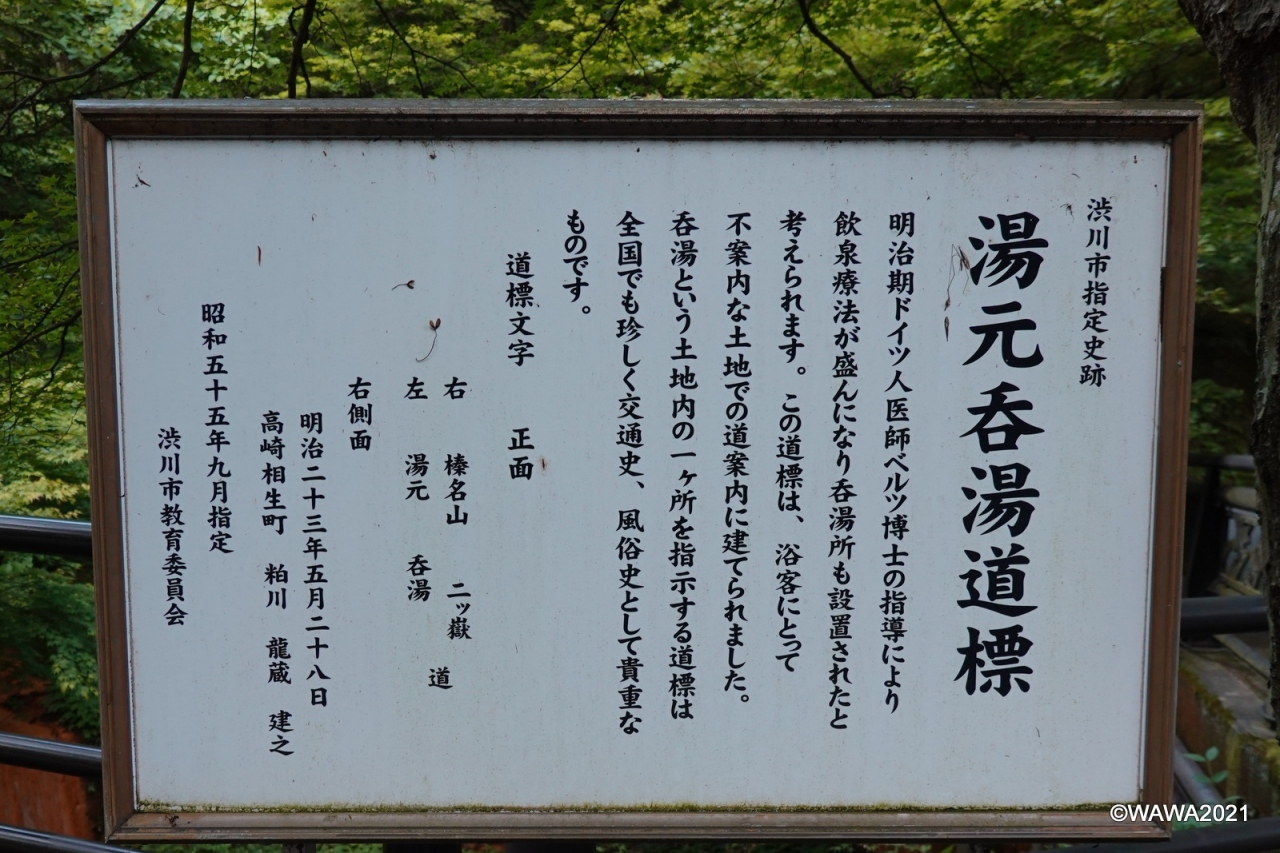 渋川市指定史跡
湯元呑湯道標
明治期ドイツ人医師ベルツ博士の指導により
飲泉療法が盛んになり呑湯所も設置されたと
考えられます。この道標は、浴客にとって
不案内な土地での道案内に建てられました。
呑湯という土地内の一ヶ所を指示する道標は
全国でも珍しく交通史、風俗史として貴重な
ものです。
道標文字 正面
右 榛名山 二ッ嶽
左 湯元 呑湯
道
右側面
明治二十三年五月二十八日
高崎相生町 粕川 龍蔵 建之
昭和五十五年九月指定
渋川市教育委員会
©WAWA2021